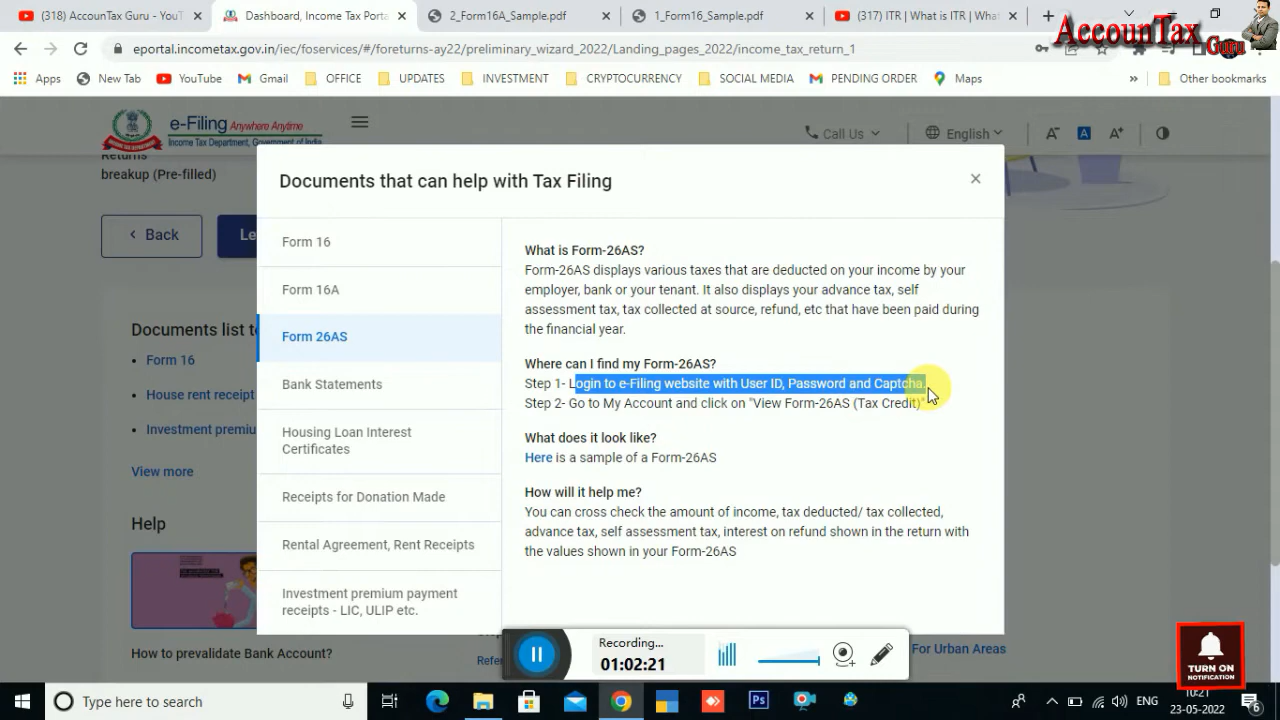 (318) AccounTax Guru - YouT
Dashboard, Income Tax Porta
2_Form16A_Sample.pdf
1_Form16_Sample.pdf
(317) ITR | What is ITR | What
AccounTax
Guru
eportal.incometax.gov.in/iec/foservices/#/foreturns-ay22/preliminary_wizard_2022/Landing_pages_2022/income_tax_return_1
Apps
New Tab
YouTube
Gmail
OFFICE
UPDATES
INVESTMENT
CRYPTOCURRENCY
SOCIAL MEDIA
PENDING ORDER
Maps
»
Other bookmarks
e-Filing Anywhere Anytime
Income Tax Department, Government of India
Call Us
English
A-
A
A+
Returns
breakup (Pre-filled)
Back
Le
Documents list to
Form 16
House rent receipt
Investment premiu
View more
Help
How to prevalidate Bank Account?
Documents that can help with Tax Filing
Form 16
Form 16A
Form 26AS
Bank Statements
Housing Loan Interest
Certificates
Receipts for Donation Made
Rental Agreement, Rent Receipts
Investment premium payment
receipts - LIC, ULIP etc.
What is Form-26AS?
Form-26AS displays various taxes that are deducted on your income by your
employer, bank or your tenant. It also displays your advance tax, self
assessment tax, tax collected at source, refund, etc that have been paid during
the financial year.
Where can I find my Form-26AS?
Step 1- Login to e-Filing website with User ID, Password and Captcha.
Step 2- Go to My Account and click on "View Form-26AS (Tax Credit)"
What does it look like?
Here is a sample of a Form-26AS
How will it help me?
You can cross check the amount of income, tax deducted/ tax collected,
advance tax, self assessment tax, interest on refund shown in the return with
the values shown in your Form-26AS
Refer
For Urban Areas
Recording...
01:02:21
TURN ON
NOTIFICATION
Type here to search
Ps
ENG
10:21
23-05-2022
6